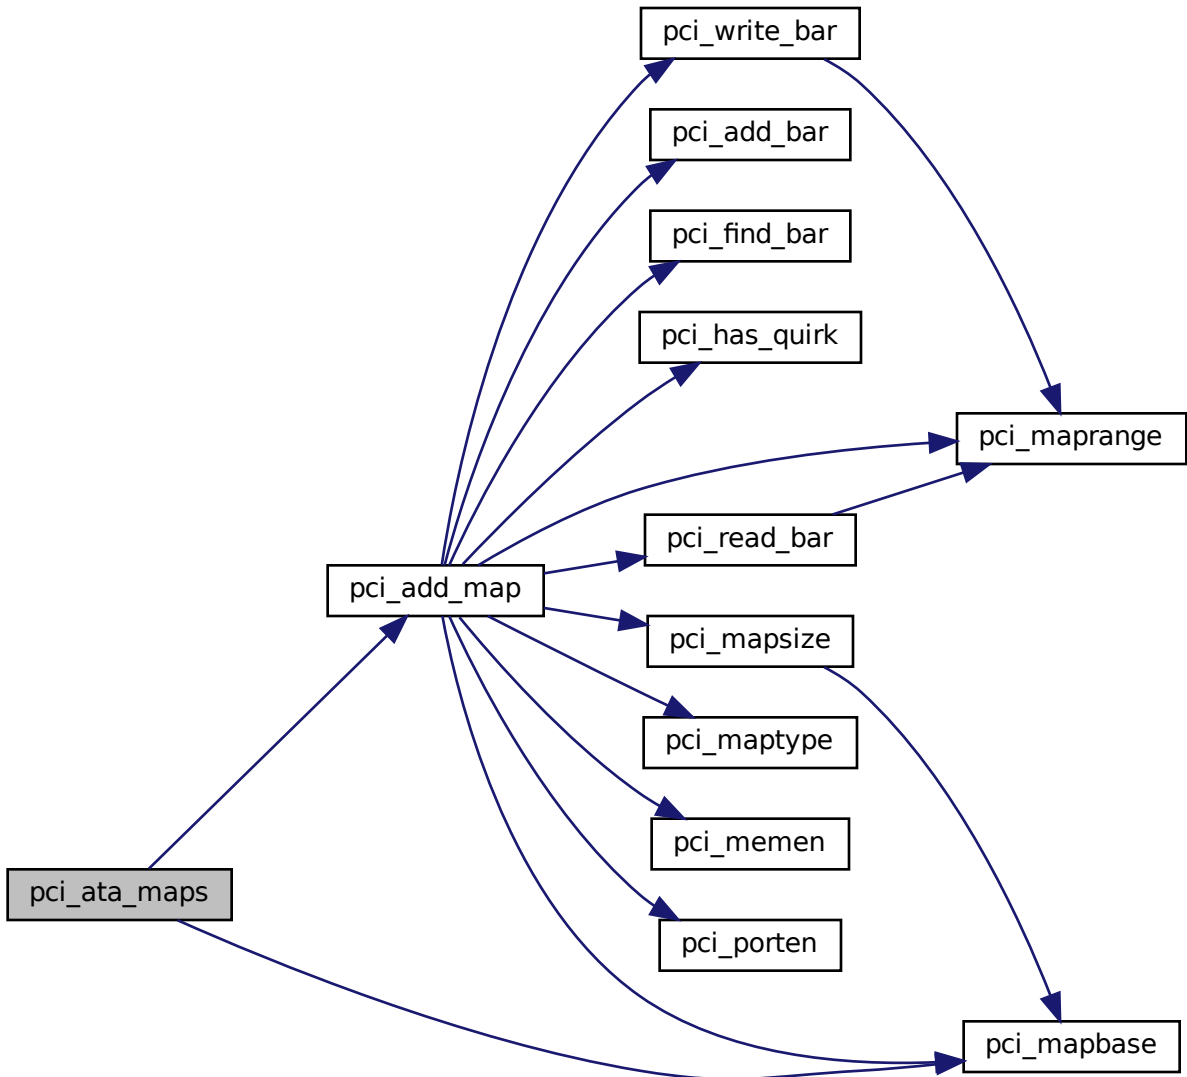 pci_write_bar
pci_add_bar
pci_find_bar
pci_has_quirk
pci_maprange
pci_read_bar
pci_add_map
pci_mapsize
pci_maptype
pci_memen
pci_ata_maps
pci_porten
pci_mapbase